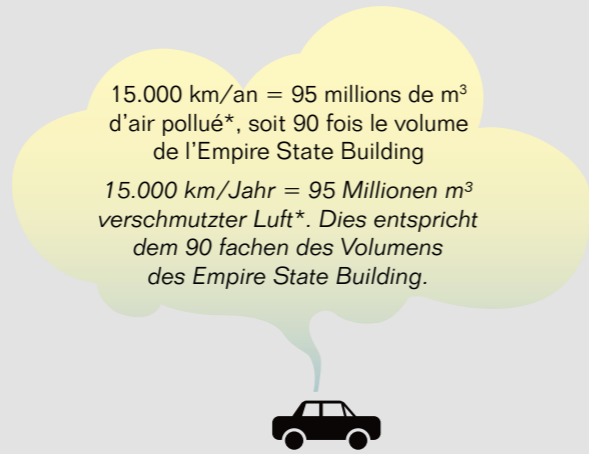 15.000 km/an = 95 millions de m³
d’air pollué*, soit 90 fois le volume
de l’Empire State Building
15.000 km/Jahr = 95 Millionen m³
verschmutzter Luft*. Dies entspricht
dem 90 fachen des Volumens
des Empire State Building.